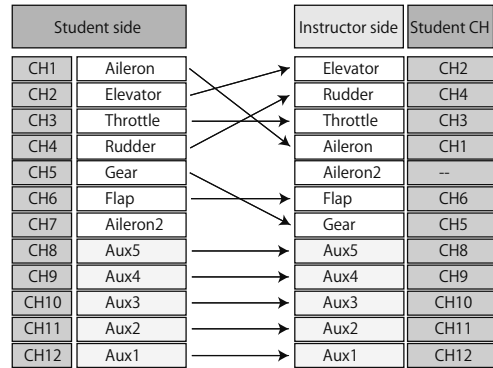 Student side Instructor side Student CH
CH1 Aileron Elevator CH2
CH2 Elevator Rudder CH4
CH3 Throttle Throttle CH3
CH4 Rudder Aileron CH1
CH5 Gear Aileron2 --
CH6 Flap Flap CH6
CH7 Aileron2 Gear CH5
CH8 Aux5 Aux5 CH8
CH9 Aux4 Aux4 CH9
CH10 Aux3 Aux3 CH10
CH11 Aux2 Aux2 CH11
CH12 Aux1 Aux1 CH12